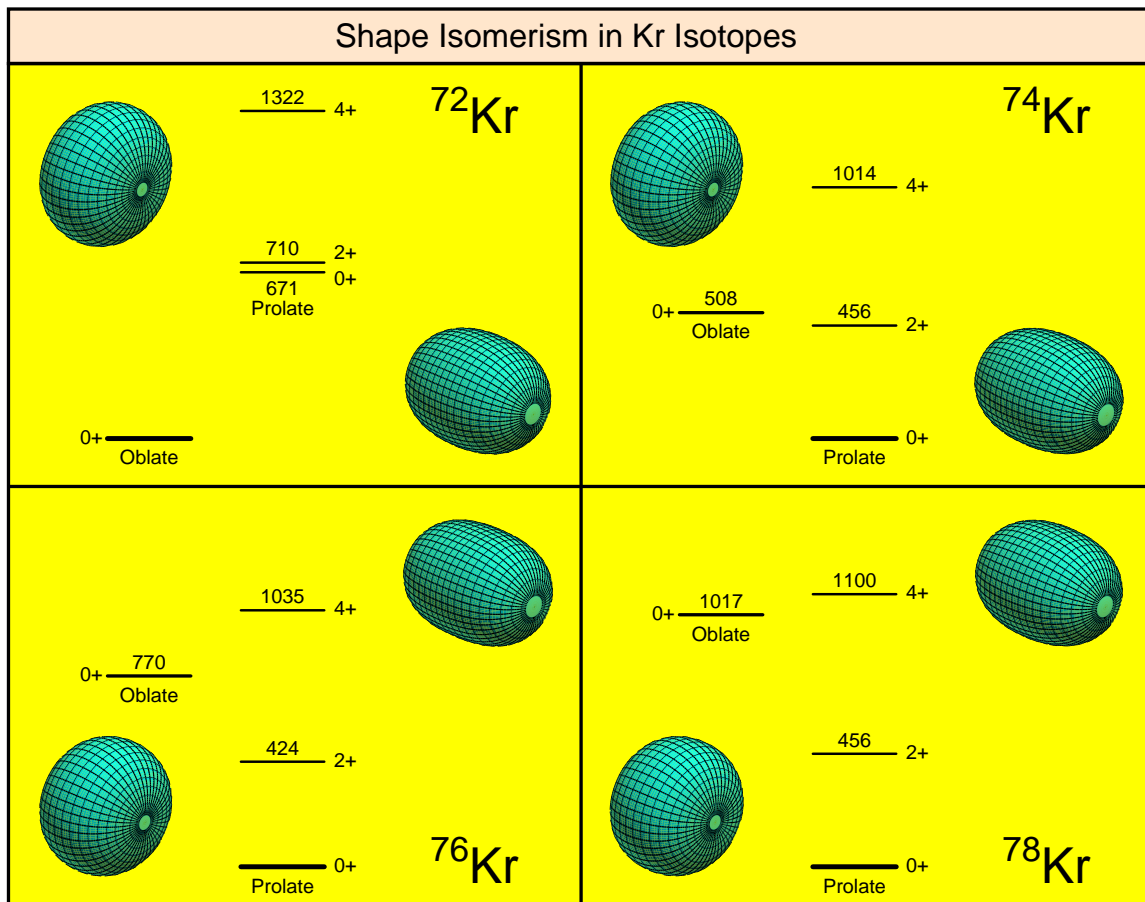 Shape Isomerism in Kr Isotopes
72Kr
1322
4+
710
2+
671
0+
Prolate
0+
Oblate
74Kr
1014
4+
0+
508
Oblate
456
2+
0+
Prolate
1035
4+
0+
770
Oblate
424
2+
0+
Prolate
76Kr
1100
4+
0+
1017
Oblate
456
2+
0+
Prolate
78Kr